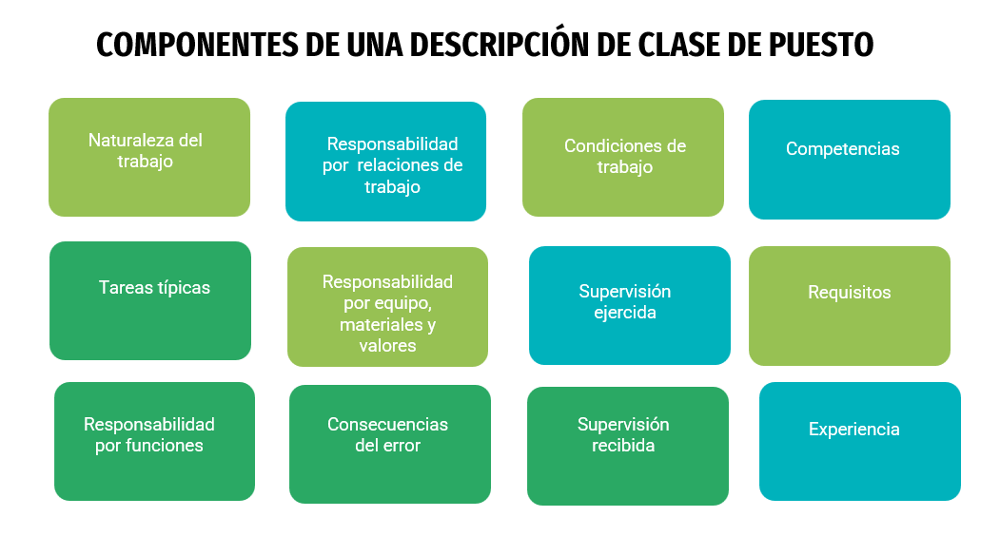 COMPONENTES DE UNA DESCRIPCIÓN DE CLASE DE PUESTO
Naturaleza del
trabajo
Responsabilidad
por relaciones de
trabajo
Condiciones de
trabajo
Competencias
Tareas típicas
Responsabilidad
por equipo,
materiales y
valores
Supervisión
ejercida
Requisitos
Responsabilidad
por funciones
Consecuencias
del error
Supervisión
recibida
Experiencia